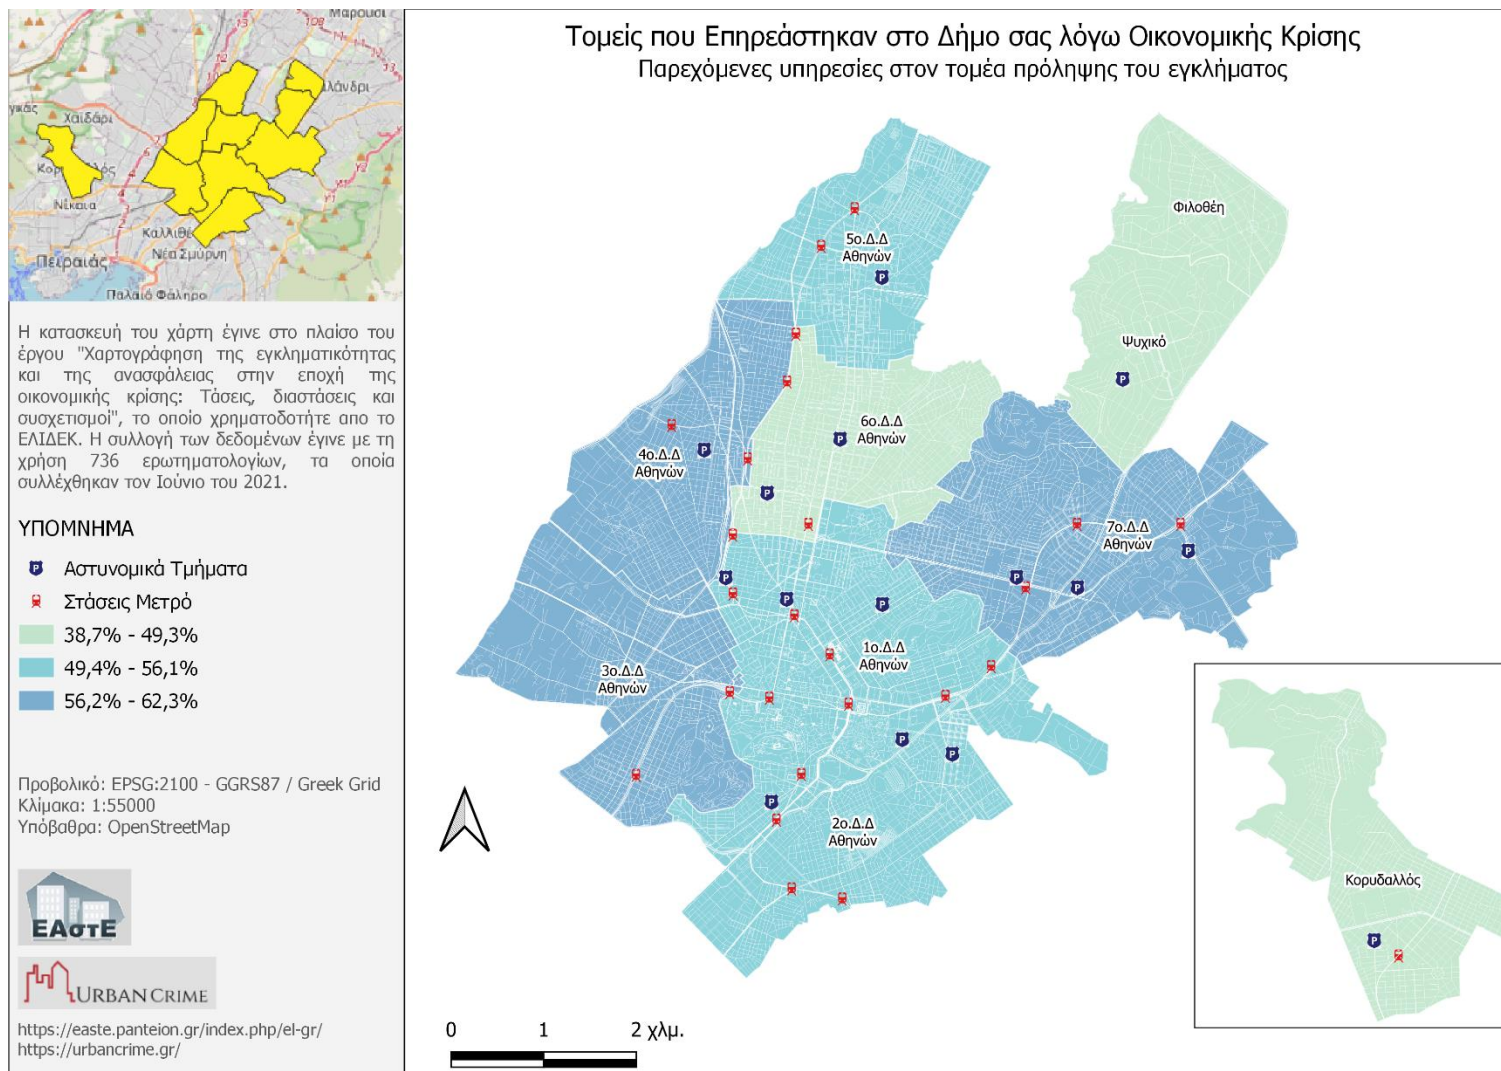 Τομείς που Επηρεάστηκαν στο Δήμο σας λόγω Οικονομικής Κρίσης
Παρεχόμενες υπηρεσίες στον τομέα πρόληψης του εγκλήματος
Μαρούσι
Χαλάνδρι
Χαϊδάρι
Νίκαια
Καλλιθέ
Νέα Σμύρνη
Πειραιάς
Παλαιό Φάληρο
Η κατασκευή του χάρτη έγινε στο πλαίσο του
έργου "Χαρτογράφηση της εγκληματικότητας
και της ανασφάλειας στην εποχή της
οικονομικής κρίσης: Τάσεις, διαστάσεις και
συσχετισμοί", το οποίο χρηματοδοτήτε απο το
ΕΛΙΔΕΚ. Η συλλογή των δεδομένων έγινε με τη
χρήση 736 ερωτηματολογίων, τα οποία
συλλέχθηκαν τον Ιούνιο του 2021.
ΥΠΟΜΝΗΜΑ
Αστυνομικά Τμήματα
Στάσεις Μετρό
38,7% - 49,3%
49,4% - 56,1%
56,2% - 62,3%
Προβολικό: EPSG:2100 - GGRS87 / Greek Grid
Κλίμακα: 1:55000
Υπόβαθρα: OpenStreetMap
ΕΑστΕ
URBAN CRIME
https://easte.panteion.gr/index.php/el-gr/
https://urbancrime.gr/
Φιλοθέη
5ο.Δ.Δ
Αθηνών
Ψυχικό
6ο.Δ.Δ
Αθηνών
4ο.Δ.Δ
Αθηνών
7ο.Δ.Δ
Αθηνών
1ο.Δ.Δ
Αθηνών
3ο.Δ.Δ
Αθηνών
2ο.Δ.Δ
Αθηνών
Κορυδαλλός
0 1 2 χλμ.